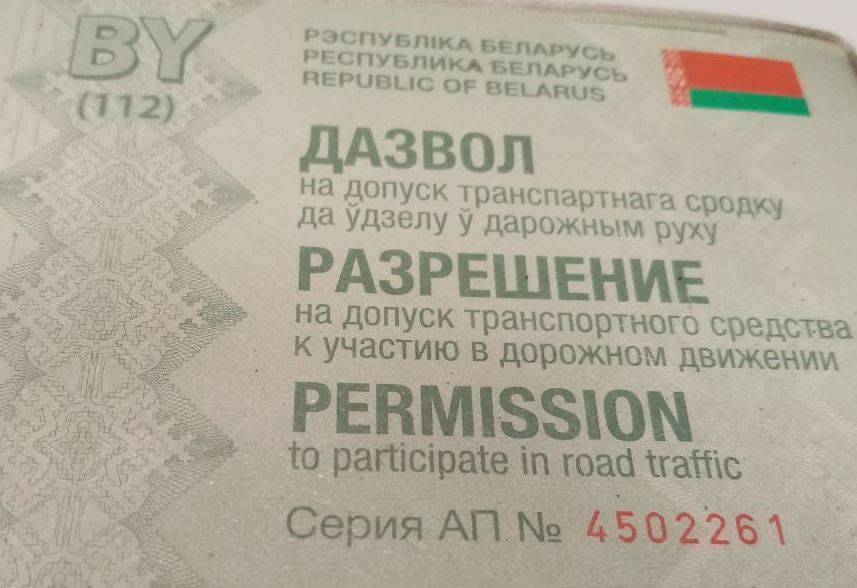 BY
(112)
РЭСПУБЛІКА БЕЛАРУСЬ
РЕСПУБЛИКА БЕЛАРУСЬ
REPUBLIC OF BELARUS
ДАЗВОЛ
на допуск транспартнага сродку
да ўдзелу ў дарожным руху
РАЗРЕШЕНИЕ
на допуск транспортного средства
к участию в дорожном движении
PERMISSION
to participate in road traffic
Серия АП № 4502261